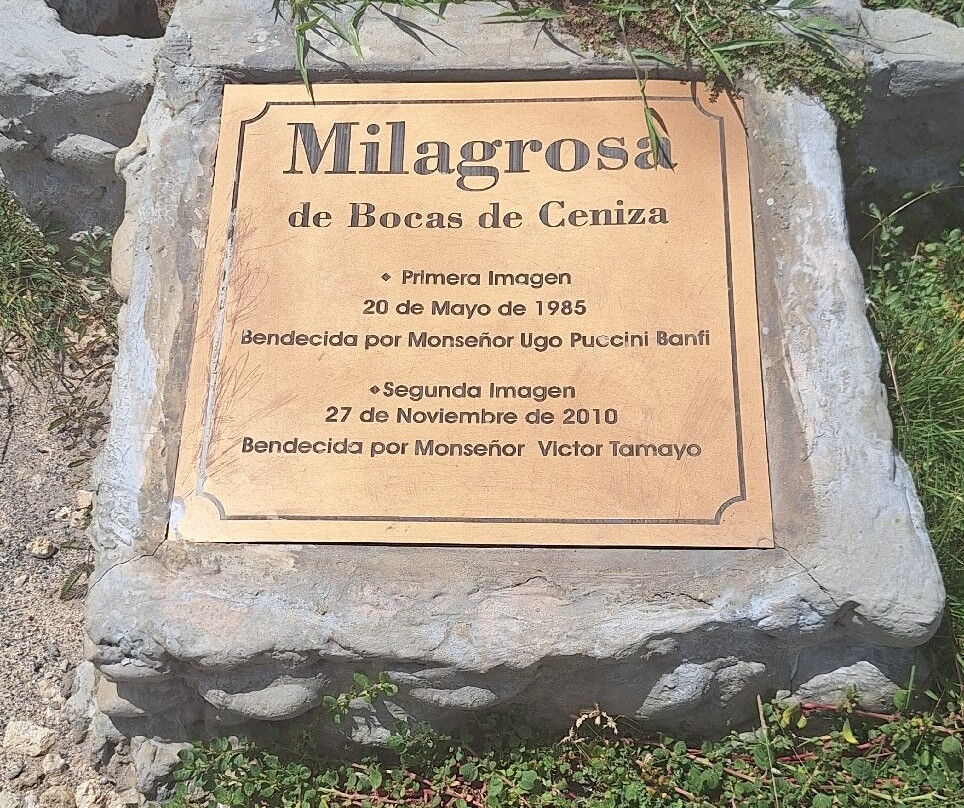 Milagrosa
de Bocas de Ceniza
◆ Primera Imagen
20 de Mayo de 1985
Bendecida por Monseñor Ugo Puccini Banfi
◆Segunda Imagen
27 de Noviembre de 2010
Bendecida por Monseñor Victor Tamayo